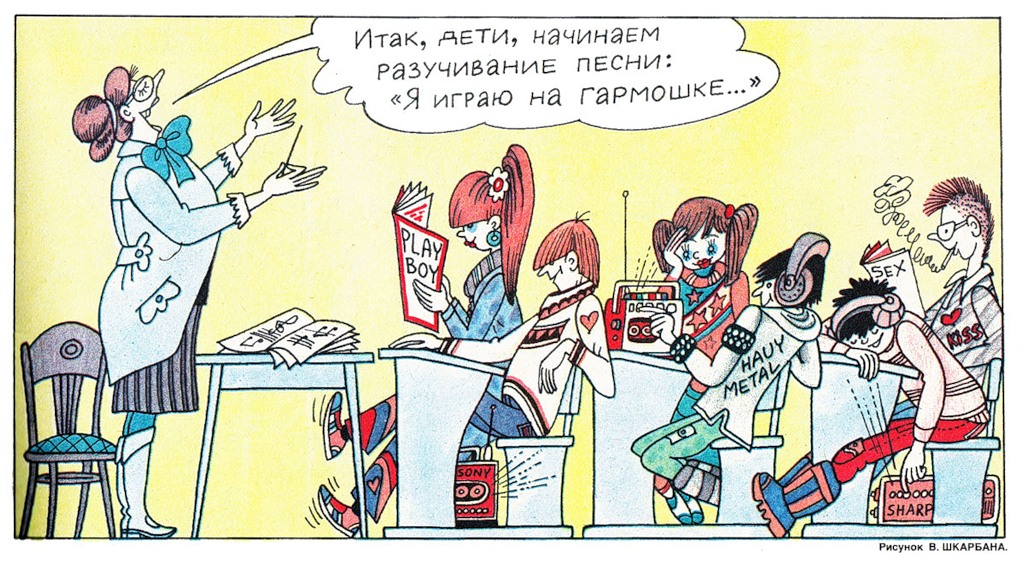 Итак, дети, начинаем
разучивание песни:
«Я играю на гармошке...»
PLAY
BOY
SEX
KISS
HAUY
METAL
SONY
SHARP
Рисунок В. ШКАРБАНА.